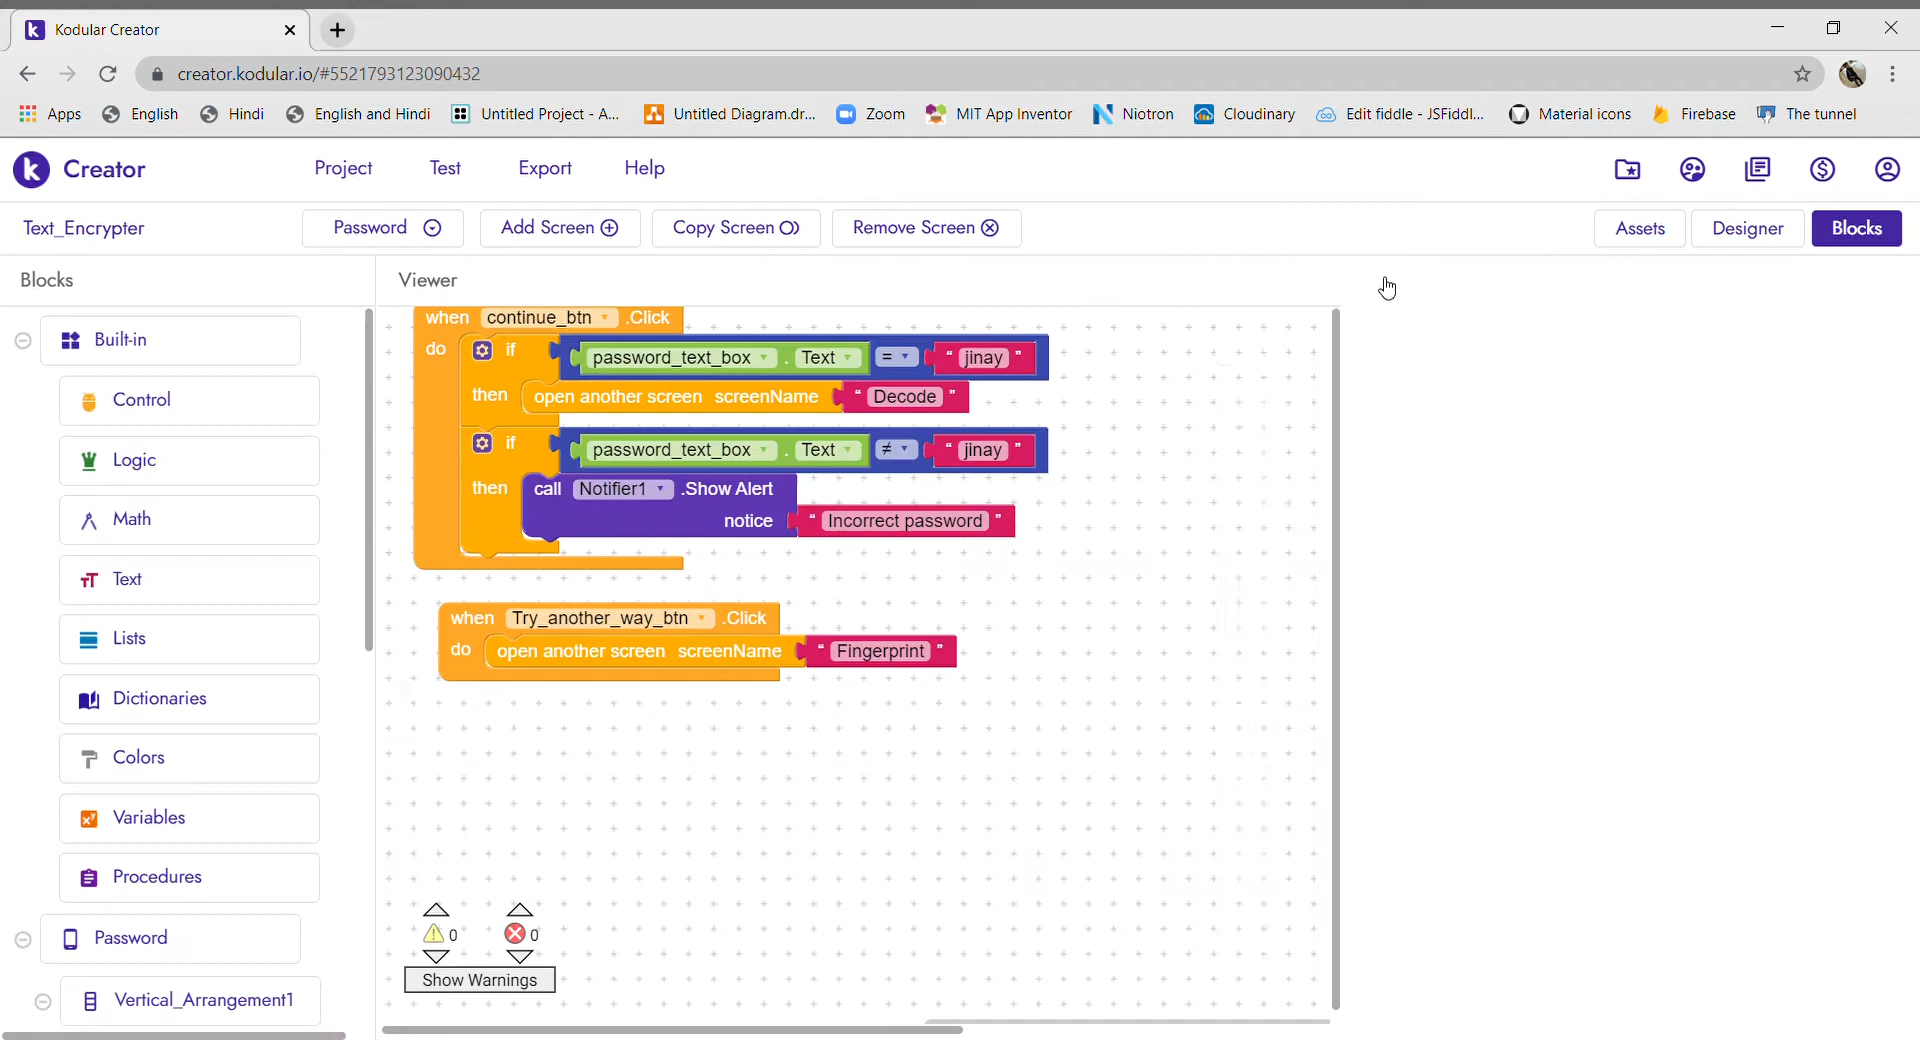 Kodular Creator
creator.kodular.io/#5521793123090432
Apps English Hindi English and Hindi Untitled Project - A... Untitled Diagram.dr... Zoom MIT App Inventor Niotron Cloudinary Edit fiddle - JSFiddl... Material icons Firebase The tunnel
k Creator Project Test Export Help
Text_Encrypter Password Add Screen Copy Screen Remove Screen Assets Designer Blocks
Blocks Viewer
when continue_btn .Click
do if password_text_box . Text = “ jinay ”
then open another screen screenName “ Decode ”
if password_text_box . Text ≠ “ jinay ”
then call Notifier1 .Show Alert
notice “ Incorrect password ”
when Try_another_way_btn .Click
do open another screen screenName “ Fingerprint ”
Built-in
Control
Logic
Math
Text
Lists
Dictionaries
Colors
Variables
Procedures
Password
Vertical_Arrangement1
0 0
Show Warnings